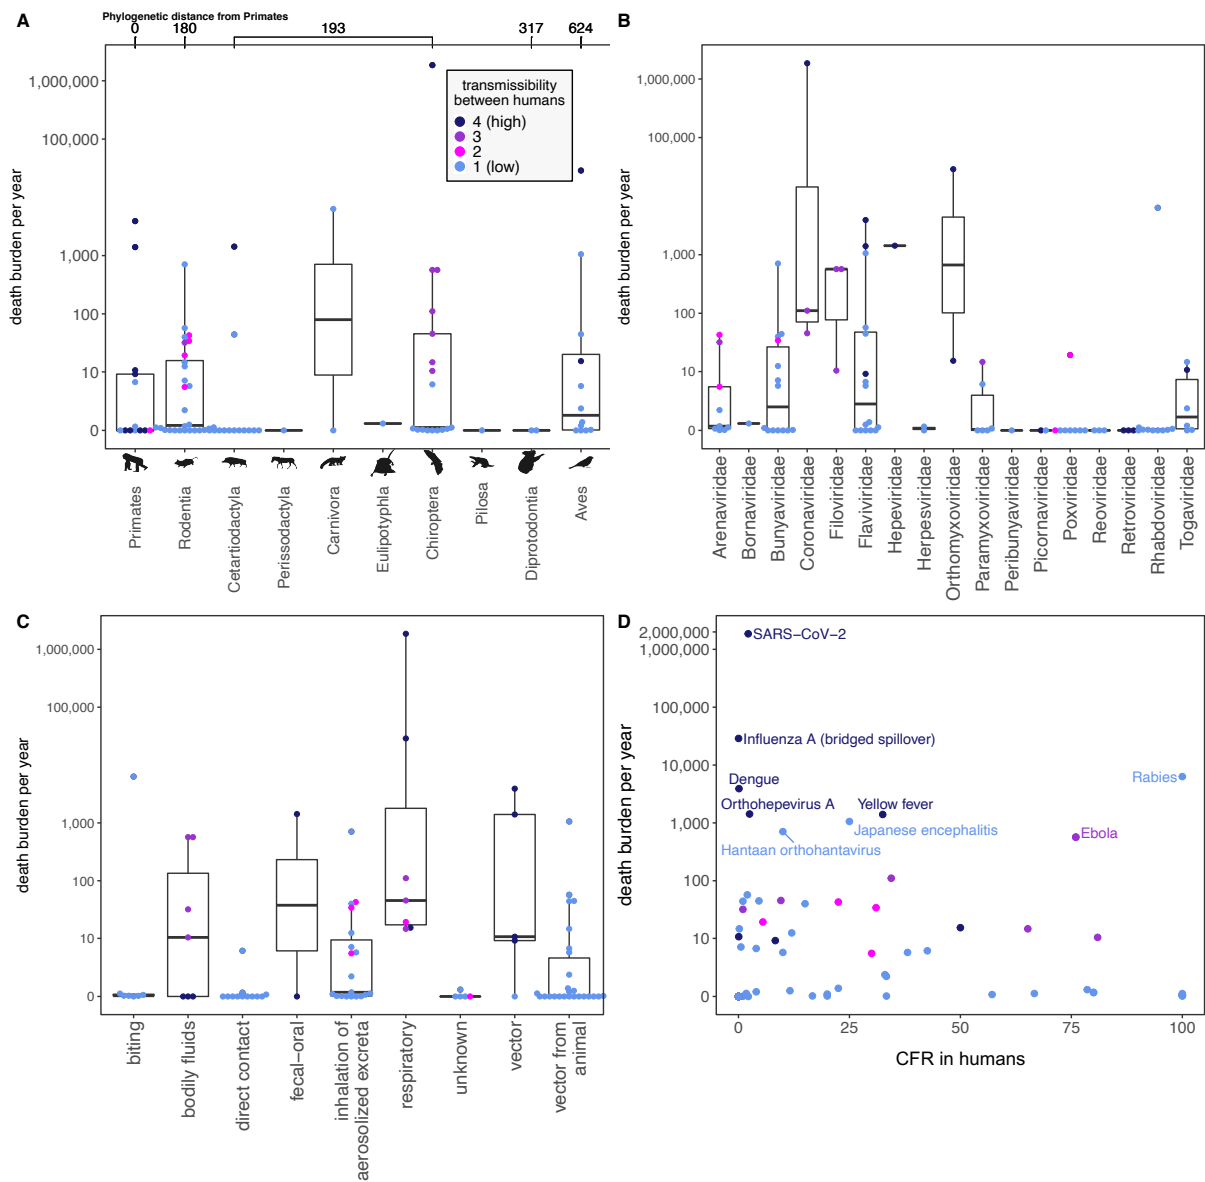 A
Phylogenetic distance from Primates
0 180 193 317 624
death burden per year
1,000,000
100,000
1,000
100
10
0
transmissibility
between humans
4 (high)
3
2
1 (low)
Primates
Rodentia
Cetartiodactyla
Perissodactyla
Carnivora
Eulipotyphla
Chiroptera
Pilosa
Diprotodontia
Aves
B
death burden per year
1,000,000
100,000
1,000
100
10
0
Arenaviridae
Bornaviridae
Bunyaviridae
Coronaviridae
Filoviridae
Flaviviridae
Hepeviridae
Herpesviridae
Orthomyxoviridae
Paramyxoviridae
Peribunyaviridae
Picornaviridae
Poxviridae
Reoviridae
Retroviridae
Rhabdoviridae
Togaviridae
C
death burden per year
1,000,000
100,000
1,000
100
10
0
biting
bodily fluids
direct contact
fecal−oral
inhalation of
aerosolized excreta
respiratory
unknown
vector
vector from
animal
D
death burden per year
2,000,000
1,000,000
100,000
10,000
1,000
100
10
0
SARS−CoV−2
Influenza A (bridged spillover)
Dengue
Rabies
Orthohepevirus A
Yellow fever
Japanese encephalitis
Ebola
Hantaan orthohantavirus
0 25 50 75 100
CFR in humans